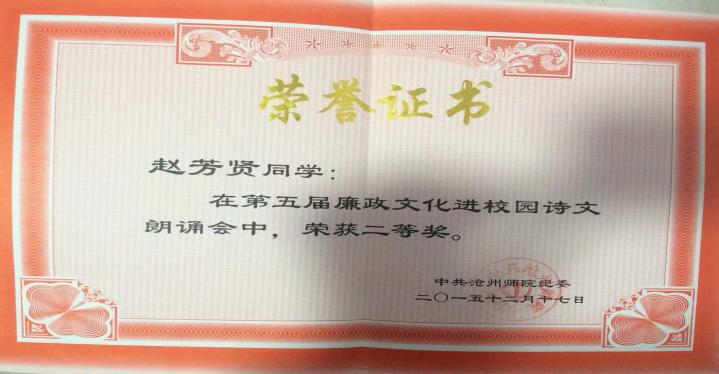 荣誉证书
赵芳贤同学：
在第五届廉政文化进校园诗文
朗诵会中，荣获二等奖。
中共沧州师院纪委
二〇一五十二月十七日